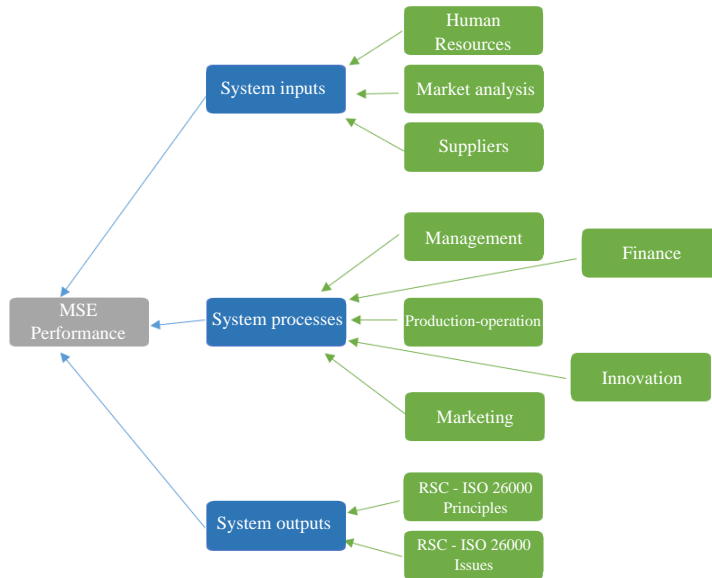 Human
Resources
System inputs
Market analysis
Suppliers
Management
Finance
MSE
Performance
System processes
Production-operation
Innovation
Marketing
RSC - ISO 26000
Principles
System outputs
RSC - ISO 26000
Issues